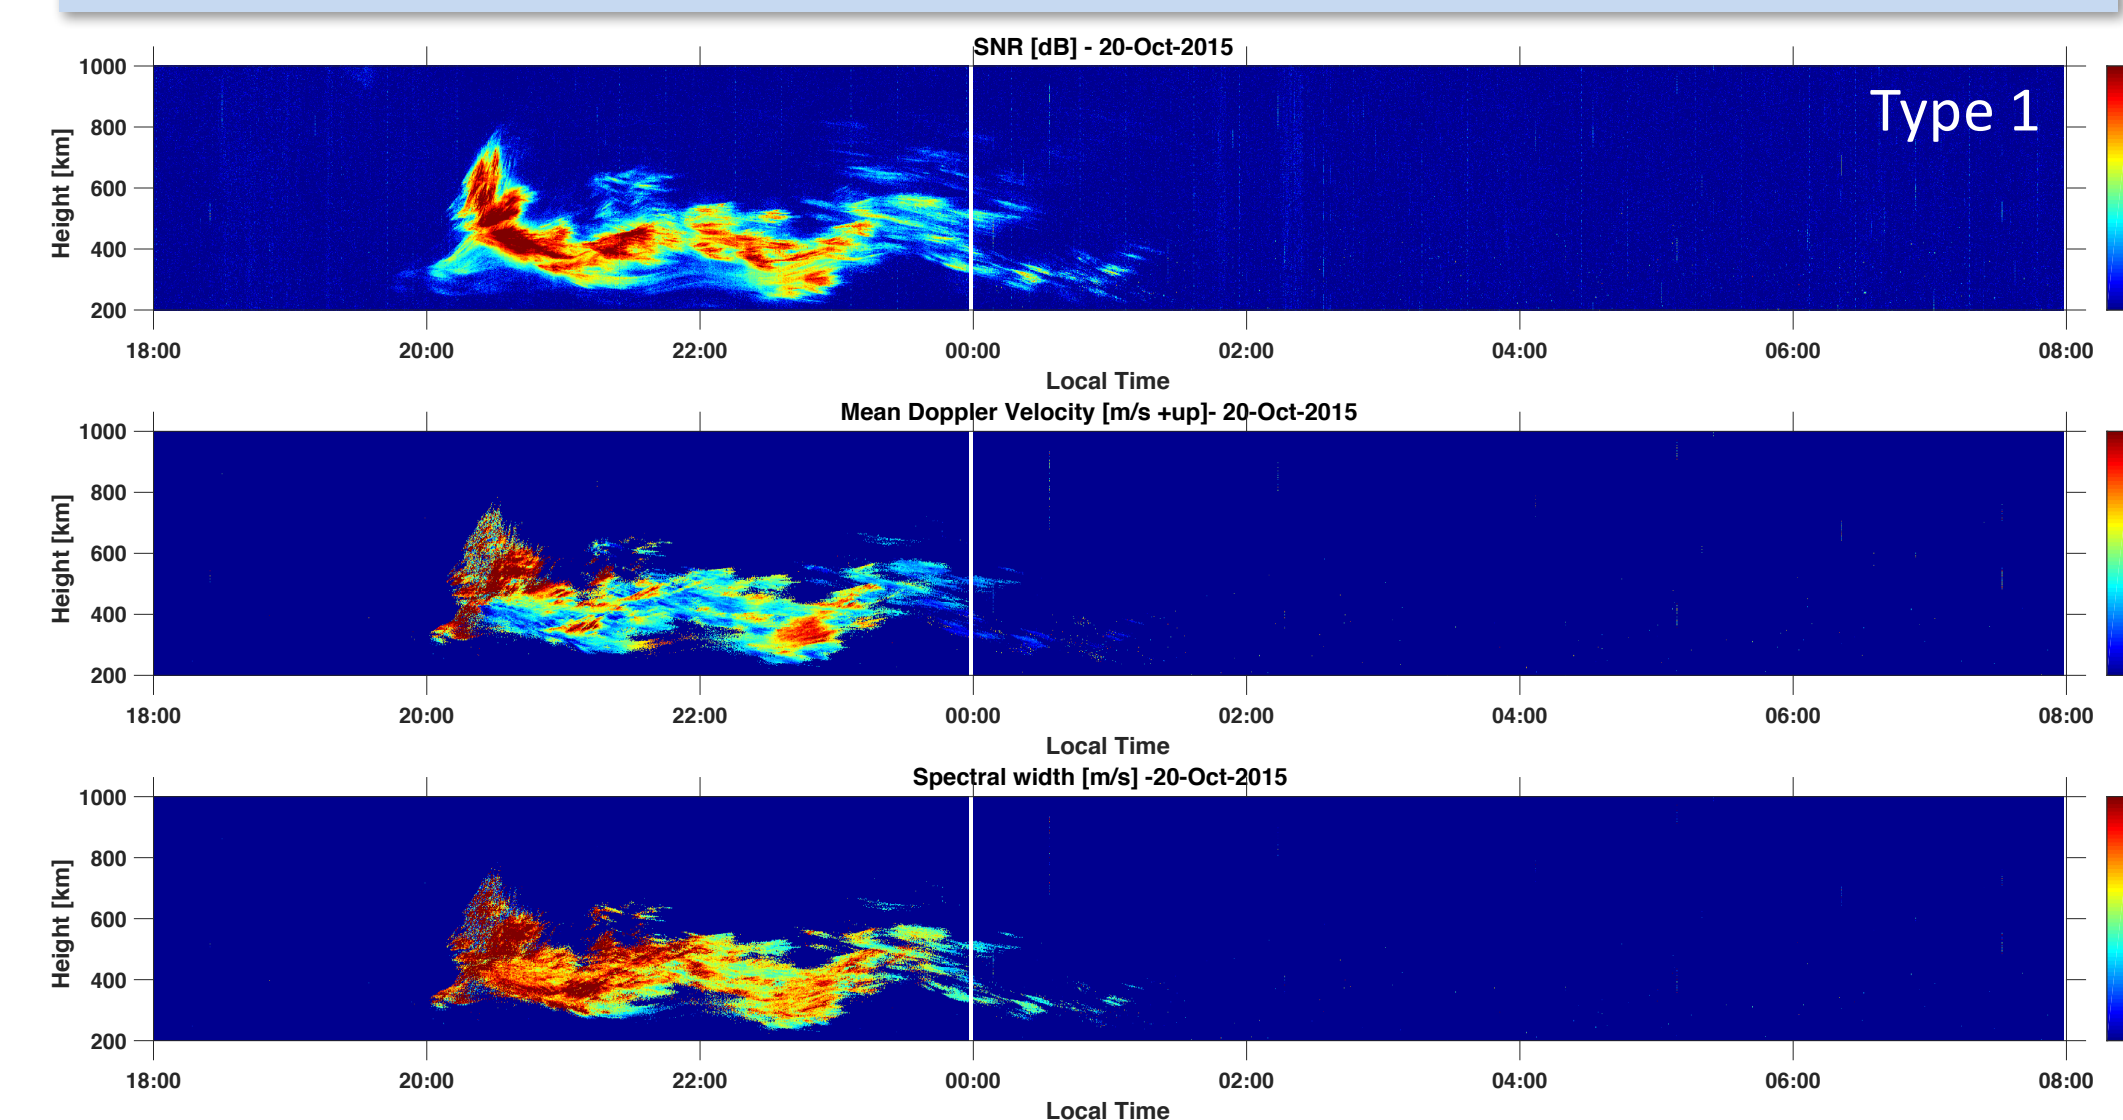 SNR [dB] - 20-Oct-2015
Type 1
Height [km]
1000
800
600
400
200
18:00 20:00 22:00 00:00 02:00 04:00 06:00 08:00
Local Time
Mean Doppler Velocity [m/s +up]- 20-Oct-2015
Height [km]
1000
800
600
400
200
18:00 20:00 22:00 00:00 02:00 04:00 06:00 08:00
Local Time
Spectral width [m/s] -20-Oct-2015
Height [km]
1000
800
600
400
200
18:00 20:00 22:00 00:00 02:00 04:00 06:00 08:00
Local Time